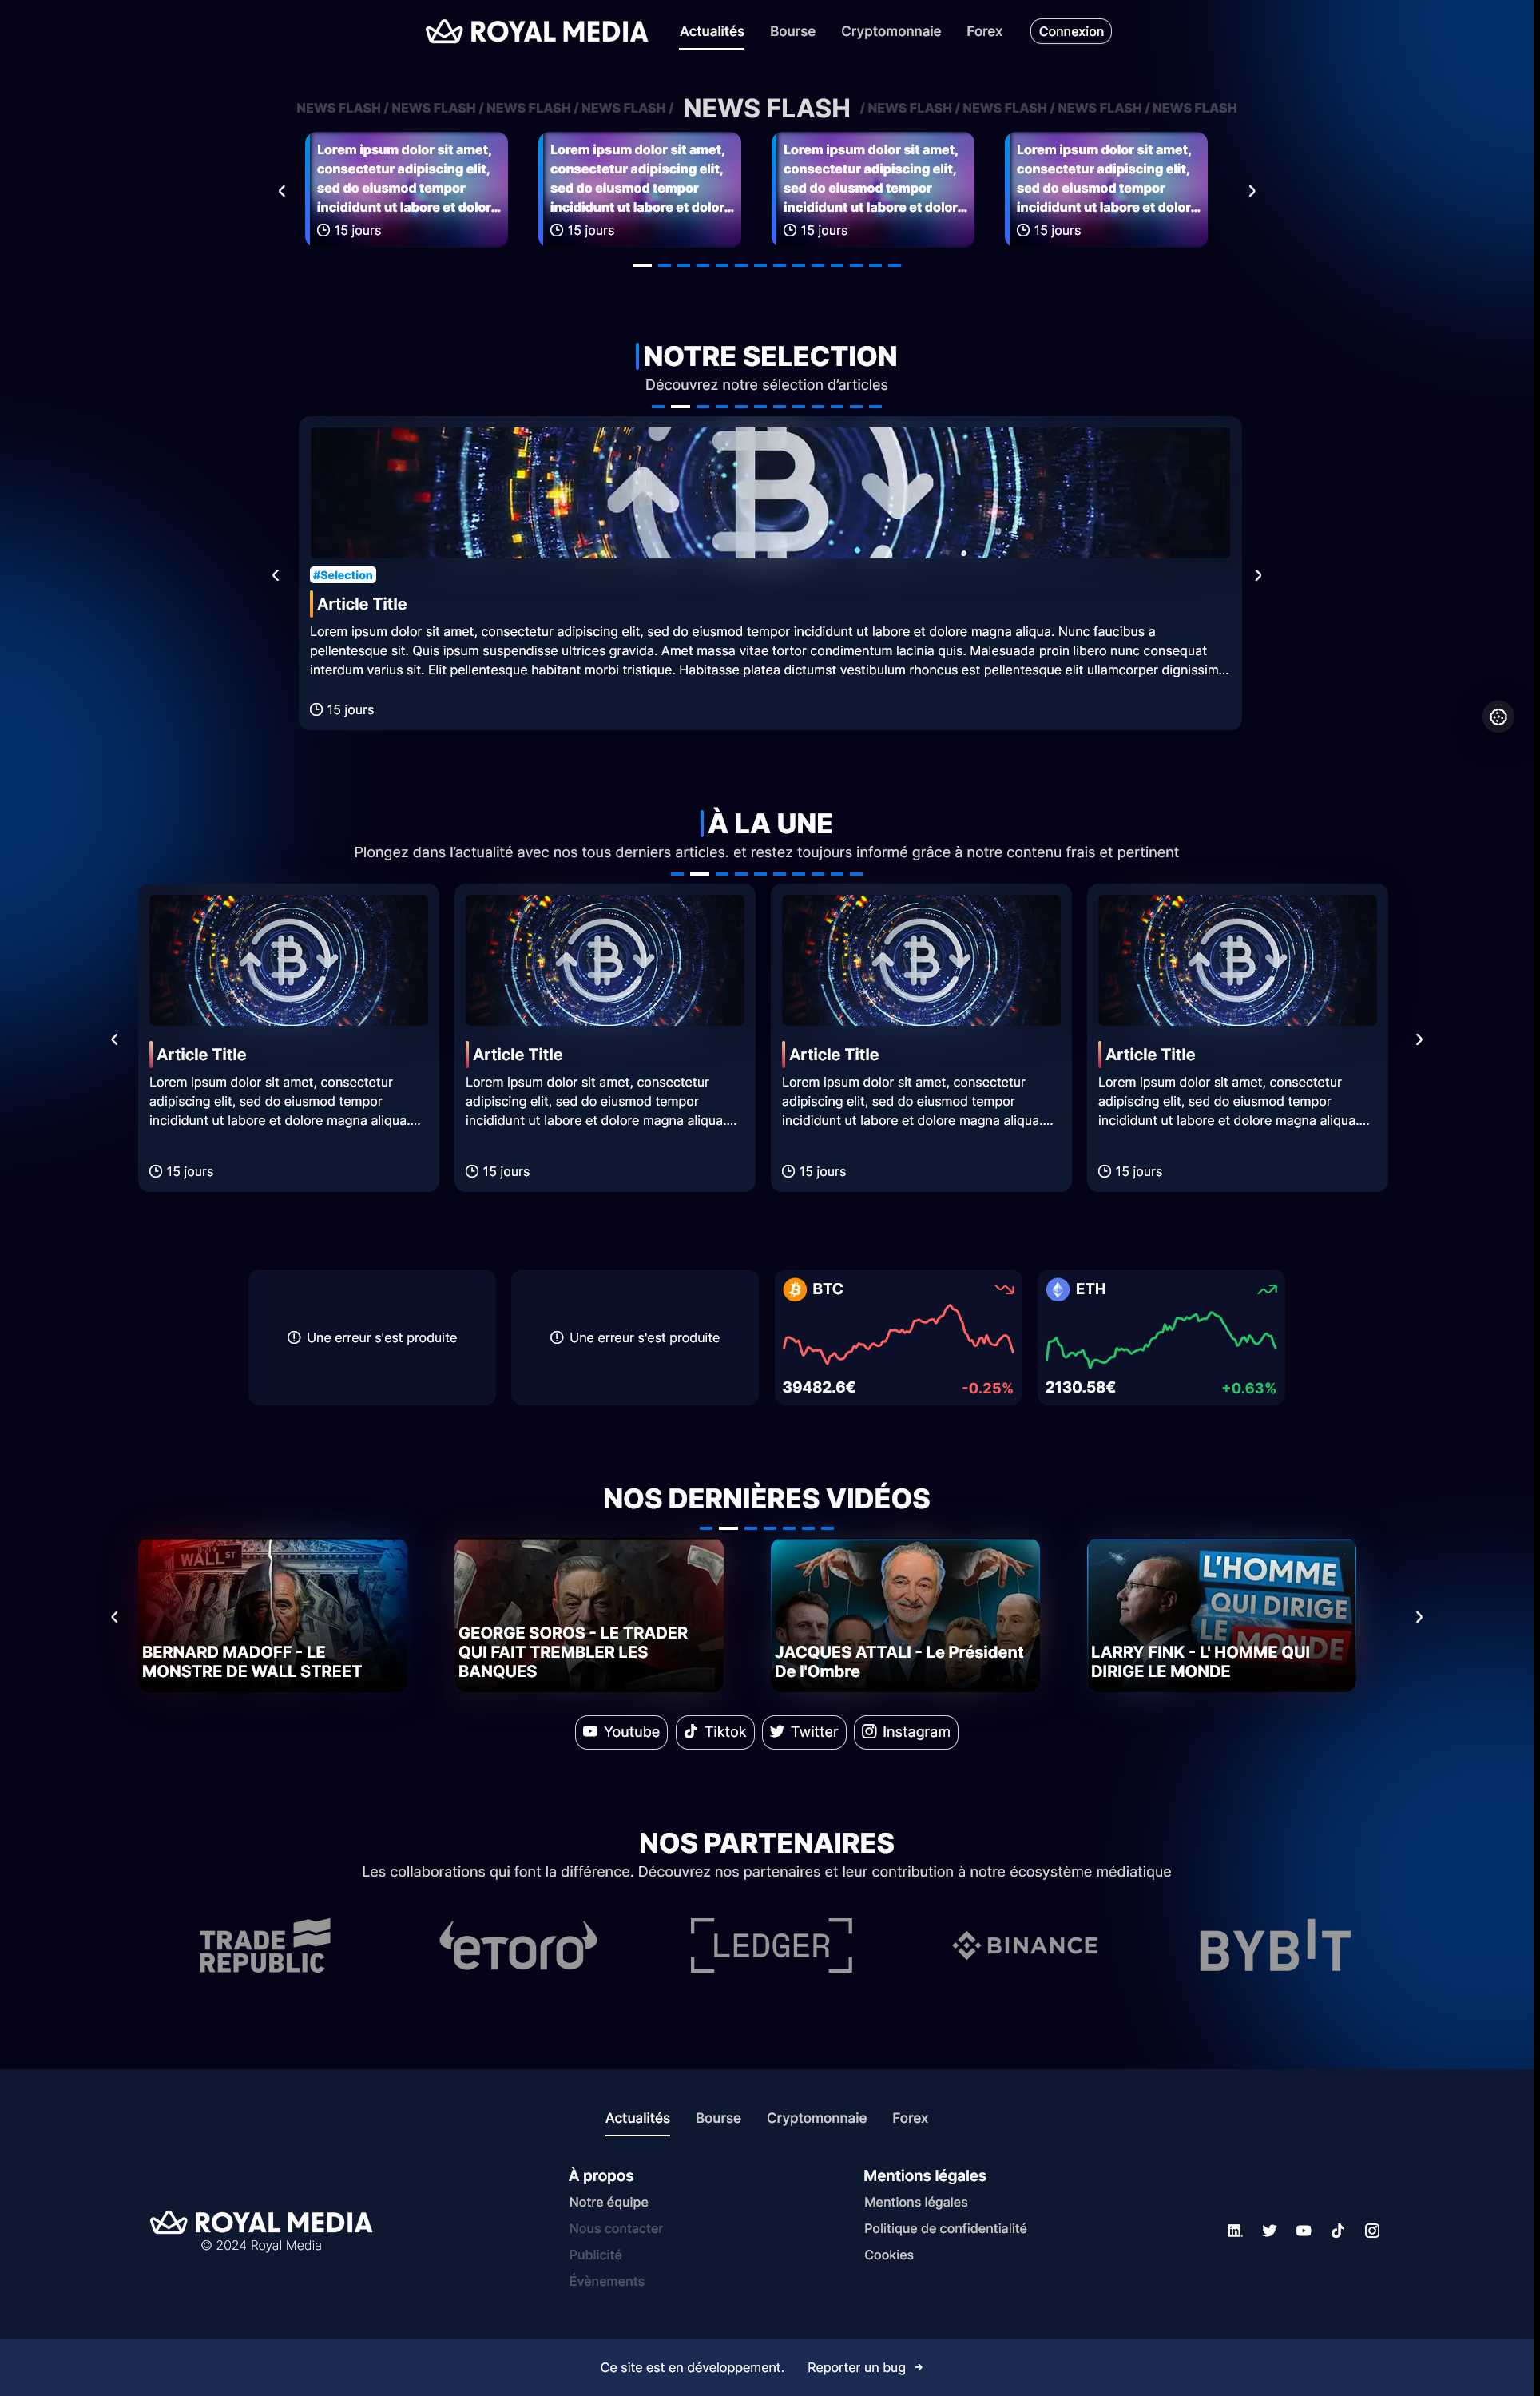 ROYAL MEDIA
Actualités
Bourse
Cryptomonnaie
Forex
Connexion
NEWS FLASH / NEWS FLASH / NEWS FLASH / NEWS FLASH / NEWS FLASH / NEWS FLASH / NEWS FLASH / NEWS FLASH / NEWS FLASH
Lorem ipsum dolor sit amet,
consectetur adipiscing elit,
sed do eiusmod tempor
incididunt ut labore et dolor...
15 jours
Lorem ipsum dolor sit amet,
consectetur adipiscing elit,
sed do eiusmod tempor
incididunt ut labore et dolor...
15 jours
Lorem ipsum dolor sit amet,
consectetur adipiscing elit,
sed do eiusmod tempor
incididunt ut labore et dolor...
15 jours
Lorem ipsum dolor sit amet,
consectetur adipiscing elit,
sed do eiusmod tempor
incididunt ut labore et dolor...
15 jours
NOTRE SELECTION
Découvrez notre sélection d’articles
#Selection
Article Title
Lorem ipsum dolor sit amet, consectetur adipiscing elit, sed do eiusmod tempor incididunt ut labore et dolore magna aliqua. Nunc faucibus a
pellentesque sit. Quis ipsum suspendisse ultrices gravida. Amet massa vitae tortor condimentum lacinia quis. Malesuada proin libero nunc consequat
interdum varius sit. Elit pellentesque habitant morbi tristique. Habitasse platea dictumst vestibulum rhoncus est pellentesque elit ullamcorper dignissim...
15 jours
À LA UNE
Plongez dans l’actualité avec nos tous derniers articles. et restez toujours informé grâce à notre contenu frais et pertinent
Article Title
Lorem ipsum dolor sit amet, consectetur
adipiscing elit, sed do eiusmod tempor
incididunt ut labore et dolore magna aliqua....
15 jours
Article Title
Lorem ipsum dolor sit amet, consectetur
adipiscing elit, sed do eiusmod tempor
incididunt ut labore et dolore magna aliqua....
15 jours
Article Title
Lorem ipsum dolor sit amet, consectetur
adipiscing elit, sed do eiusmod tempor
incididunt ut labore et dolore magna aliqua....
15 jours
Article Title
Lorem ipsum dolor sit amet, consectetur
adipiscing elit, sed do eiusmod tempor
incididunt ut labore et dolore magna aliqua....
15 jours
Une erreur s'est produite
Une erreur s'est produite
BTC
39482.6€
-0.25%
ETH
2130.58€
+0.63%
NOS DERNIÈRES VIDÉOS
WALL ST
BERNARD MADOFF - LE
MONSTRE DE WALL STREET
GEORGE SOROS - LE TRADER
QUI FAIT TREMBLER LES
BANQUES
JACQUES ATTALI - Le Président
De l'Ombre
L’HOMME
QUI DIRIGE
LE MONDE
LARRY FINK - L' HOMME QUI
DIRIGE LE MONDE
Youtube
Tiktok
Twitter
Instagram
NOS PARTENAIRES
Les collaborations qui font la différence. Découvrez nos partenaires et leur contribution à notre écosystème médiatique
TRADE
REPUBLIC
eToro
LEDGER
BINANCE
BYBIT
Actualités
Bourse
Cryptomonnaie
Forex
ROYAL MEDIA
© 2024 Royal Media
À propos
Notre équipe
Nous contacter
Publicité
Évènements
Mentions légales
Mentions légales
Politique de confidentialité
Cookies
Ce site est en développement.
Reporter un bug →